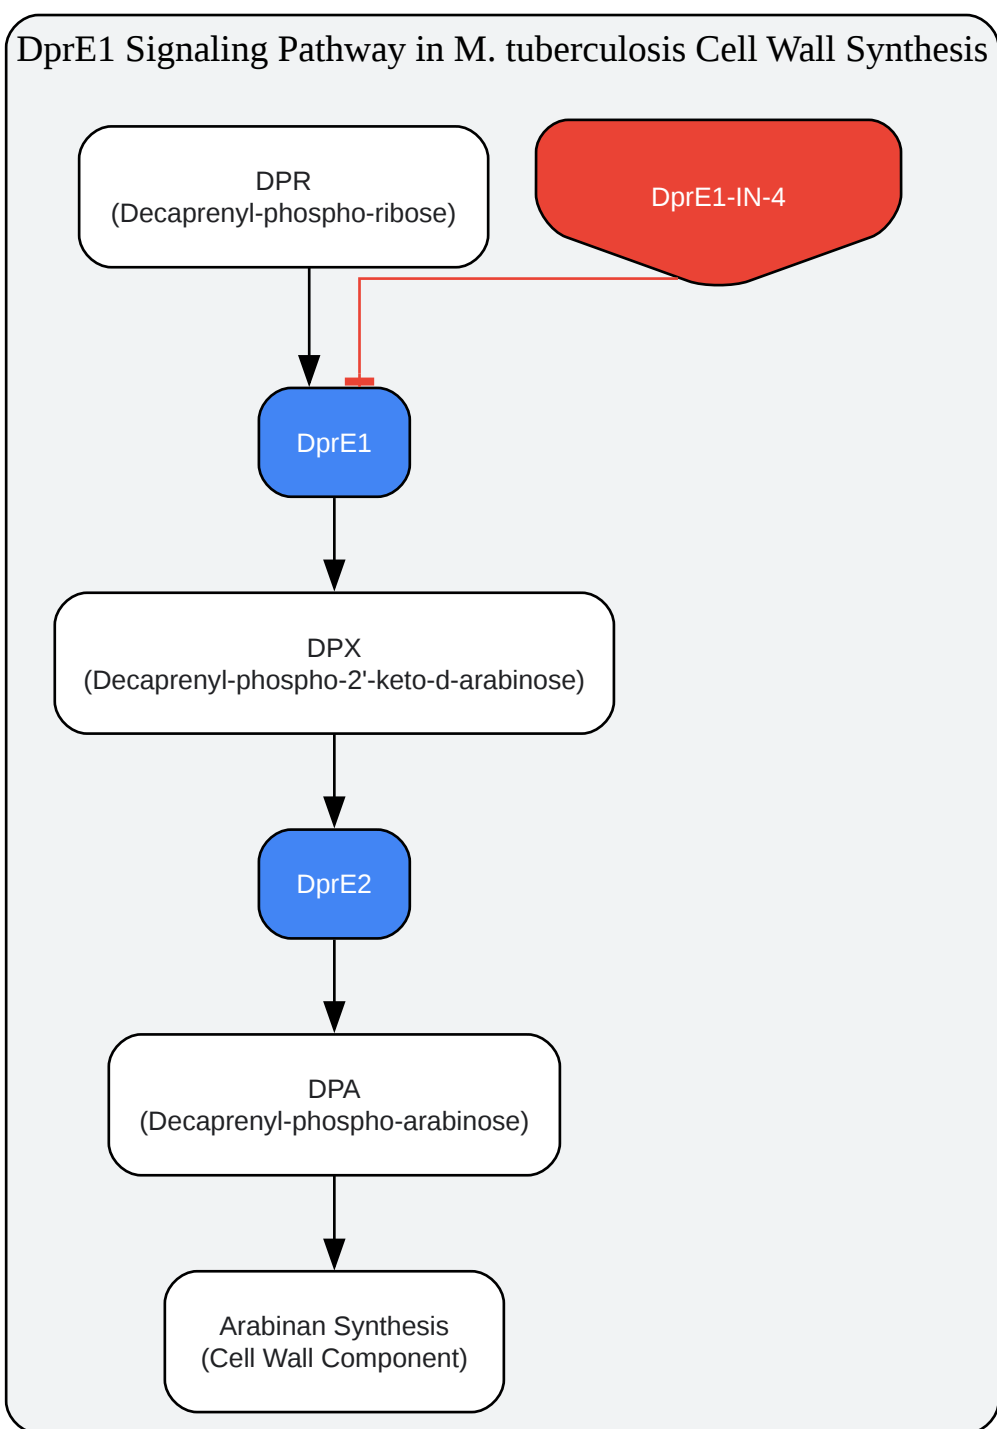 DprE1 Signaling Pathway in M. tuberculosis Cell Wall Synthesis
DPR
(Decaprenyl-phospho-ribose)
DprE1-IN-4
DprE1
DPX
(Decaprenyl-phospho-2'-keto-d-arabinose)
DprE2
DPA
(Decaprenyl-phospho-arabinose)
Arabinan Synthesis
(Cell Wall Component)